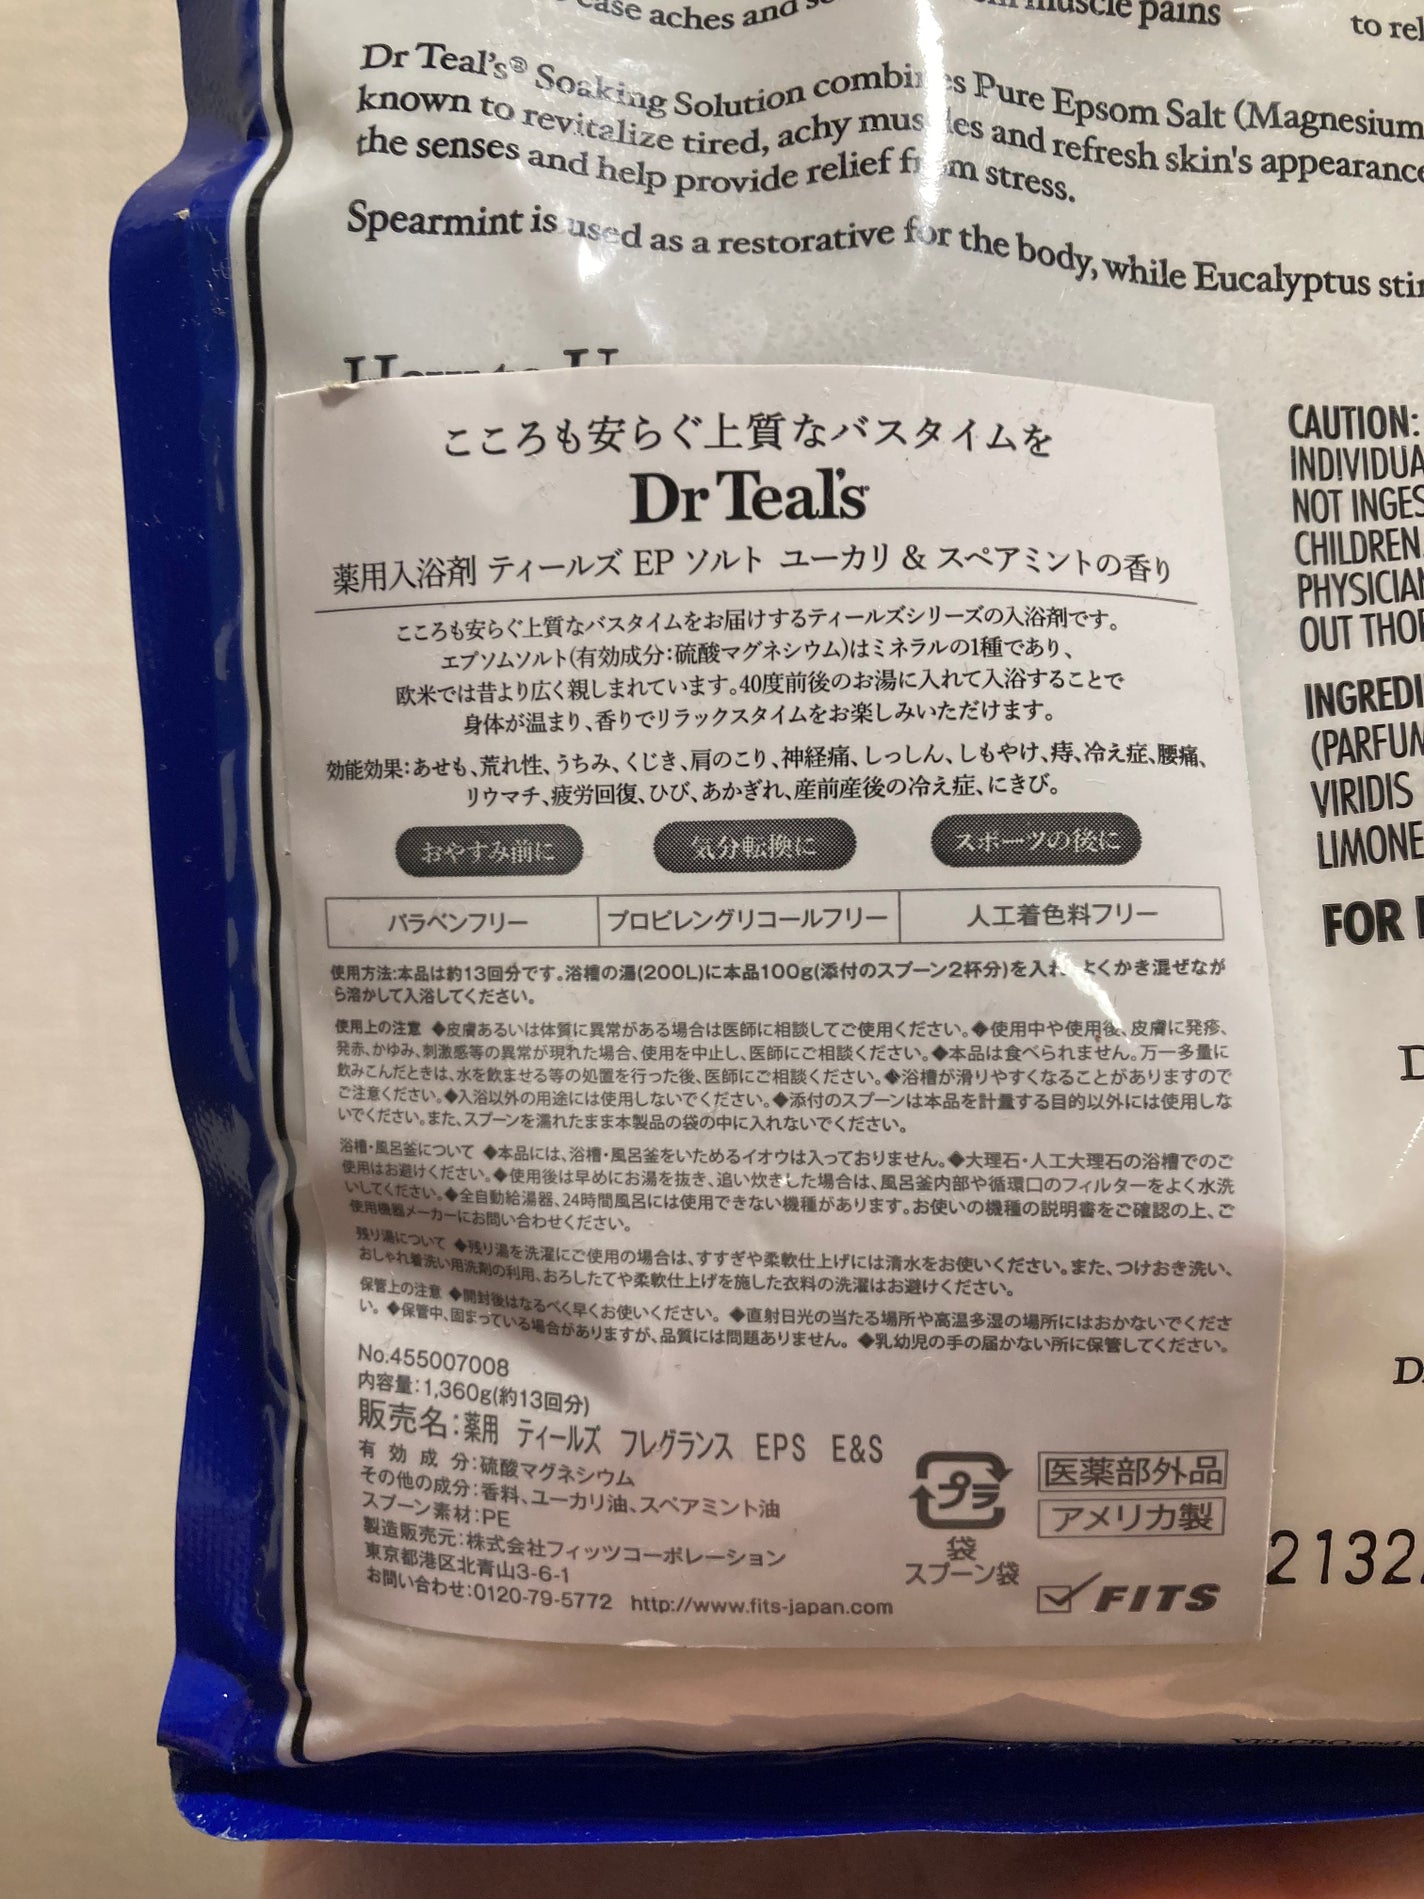 ease aches and
muscle pains
to rel
Dr Teal's® Soaking Solution combines Pure Epsom Salt (Magnesium
known to revitalize tired, achy muscles and refresh skin's appearance
the senses and help provide relief from stress.
Spearmint is used as a restorative for the body, while Eucalyptus sti
こころも安らぐ上質なバスタイムを
Dr Teal's
薬用入浴剤 ティールズ EP ソルト ユーカリ & スペアミントの香り
こころも安らぐ上質なバスタイムをお届けするティールズシリーズの入浴剤です。
エプソムソルト(有効成分:硫酸マグネシウム)はミネラルの1種であり、
欧米では昔より広く親しまれています。40度前後のお湯に入れて入浴することで
身体が温まり、香りでリラックスタイムをお楽しみいただけます。
効能効果:あせも、荒れ性、うちみ、くじき、肩のこり、神経痛、しっしん、しもやけ、痔、冷え症、腰痛、
リウマチ、疲労回復、ひび、あかぎれ、産前産後の冷え症、にきび。
おやすみ前に 気分転換に スポーツの後に
パラベンフリー プロピレングリコールフリー 人工着色料フリー
使用方法:本品は約13回分です。浴槽の湯(200L)に本品100g(添付のスプーン2杯分)を入れ よくかき混ぜなが
ら溶かして入浴してください。
使用上の注意 ◆皮膚あるいは体質に異常がある場合は医師に相談してご使用ください。◆使用中や使用後、皮膚に発疹、
発赤、かゆみ、刺激感等の異常が現れた場合、使用を中止し、医師にご相談ください。◆本品は食べられません。万一多量に
飲みこんだときは、水を飲ませる等の処置を行った後、医師にご相談ください。◆浴槽が滑りやすくなることがありますので
ご注意ください。◆入浴以外の用途には使用しないでください。◆添付のスプーンは本品を計量する目的以外には使用しな
いでください。また、スプーンを濡れたまま本製品の袋の中に入れないでください。
浴槽・風呂釜について ◆本品には、浴槽・風呂釜をいためるイオウは入っておりません。◆大理石・人工大理石の浴槽でのご
使用はお避けください。◆使用後は早めにお湯を抜き、追い炊きした場合は、風呂釜内部や循環口のフィルターをよく水洗
いしてください。◆全自動給湯器、24時間風呂には使用できない機種があります。お使いの機種の説明書をご確認の上、ご
使用機器メーカーにお問い合わせください。
残り湯について ◆残り湯を洗濯にご使用の場合は、すすぎや柔軟仕上げには清水をお使いください。また、つけおき洗い、
おしゃれ着洗い用洗剤の利用、おろしたてや柔軟仕上げを施した衣料の洗濯はお避けください。
保管上の注意 ◆開封後はなるべく早くお使いください。◆直射日光の当たる場所や高温多湿の場所にはおかないでくださ
い。◆保管中、固まっている場合がありますが、品質には問題ありません。◆乳幼児の手の届かない所に保管してください。
No.455007008
内容量:1,360g(約13回分)
販売名:薬用 ティールズ フレグランス EPS E&S
有効成分:硫酸マグネシウム
その他の成分:香料、ユーカリ油、スペアミント油
スプーン素材:PE
製造販売元:株式会社フィッツコーポレーション
東京都港区北青山3-6-1
お問い合わせ:0120-79-5772 http://www.fits-japan.com
プラ
袋
スプーン袋
医薬部外品
アメリカ製
FITS
CAUTION:
INDIVIDUA
NOT INGES
CHILDREN
PHYSICIAN
OUT THO
INGREDI
(PARFUM
VIRIDIS
LIMONE
FOR
2132